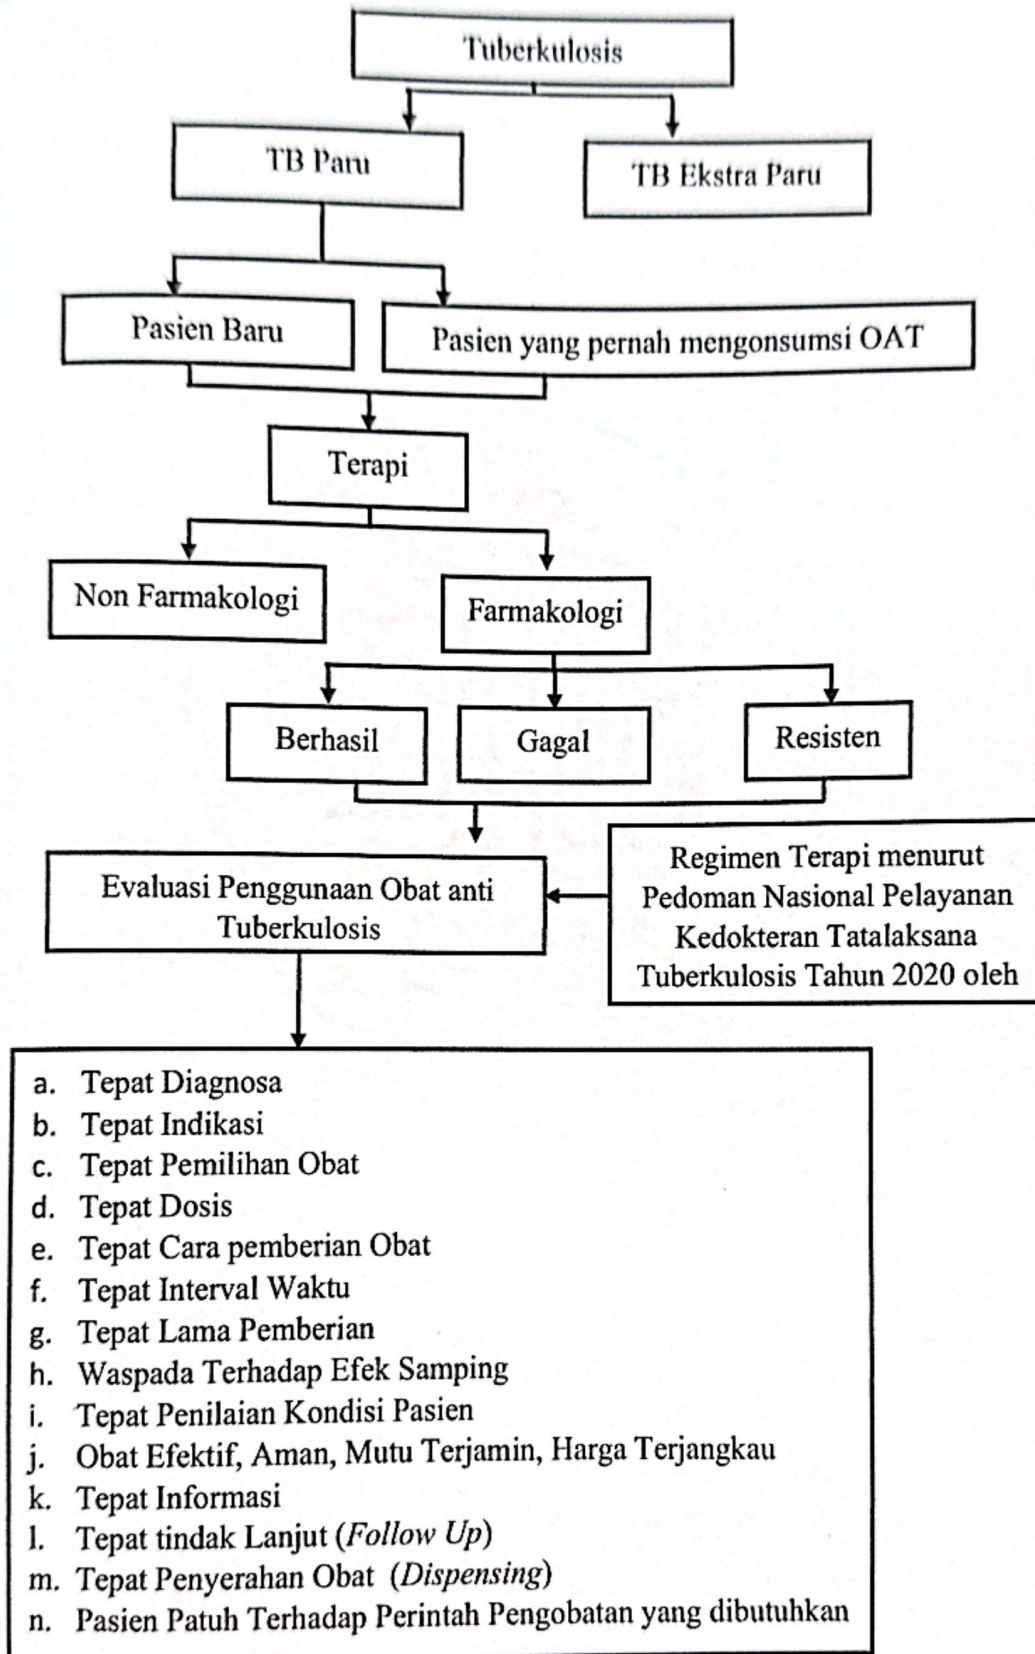 Tuberkulosis
TB Paru
TB Ekstra Paru
Pasien Baru
Pasien yang pernah mengonsumsi OAT
Terapi
Non Farmakologi
Farmakologi
Berhasil
Gagal
Resisten
Evaluasi Penggunaan Obat anti
Tuberkulosis
Regimen Terapi menurut
Pedoman Nasional Pelayanan
Kedokteran Tatalaksana
Tuberkulosis Tahun 2020 oleh
a. Tepat Diagnosa
b. Tepat Indikasi
c. Tepat Pemilihan Obat
d. Tepat Dosis
e. Tepat Cara pemberian Obat
f. Tepat Interval Waktu
g. Tepat Lama Pemberian
h. Waspada Terhadap Efek Samping
i. Tepat Penilaian Kondisi Pasien
j. Obat Efektif, Aman, Mutu Terjamin, Harga Terjangkau
k. Tepat Informasi
l. Tepat tindak Lanjut (Follow Up)
m. Tepat Penyerahan Obat (Dispensing)
n. Pasien Patuh Terhadap Perintah Pengobatan yang dibutuhkan